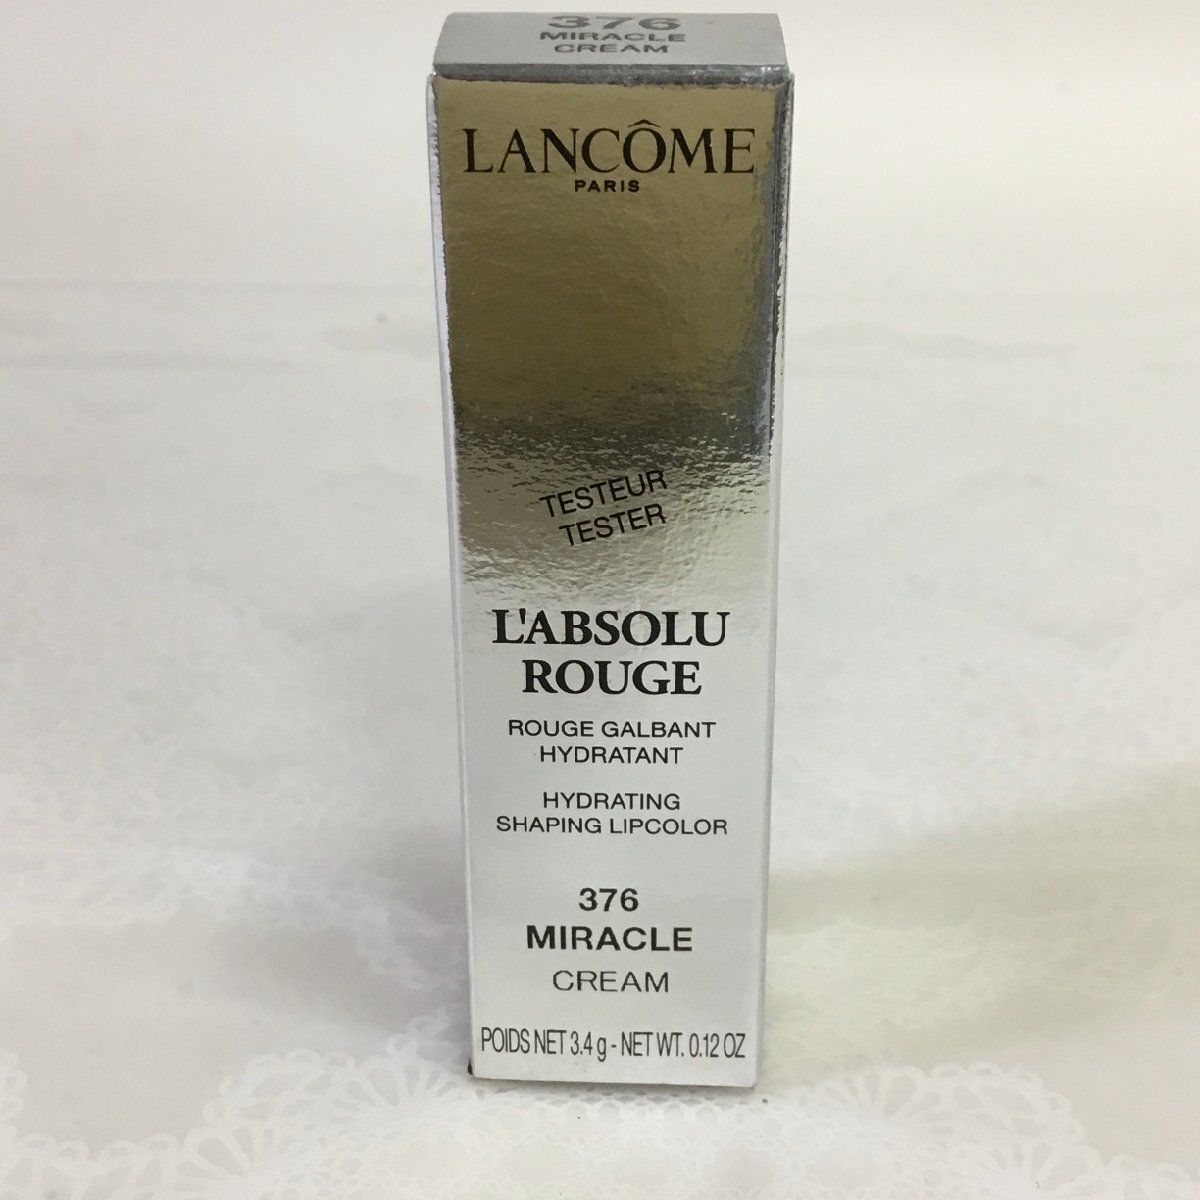 376
MIRACLE
CREAM
LANCÔME
PARIS
TESTEUR
TESTER
L'ABSOLU
ROUGE
ROUGE GALBANT
HYDRATANT
HYDRATING
SHAPING LIPCOLOR
376
MIRACLE
CREAM
POIDS NET 3.4 g - NET WT. 0.12 OZ